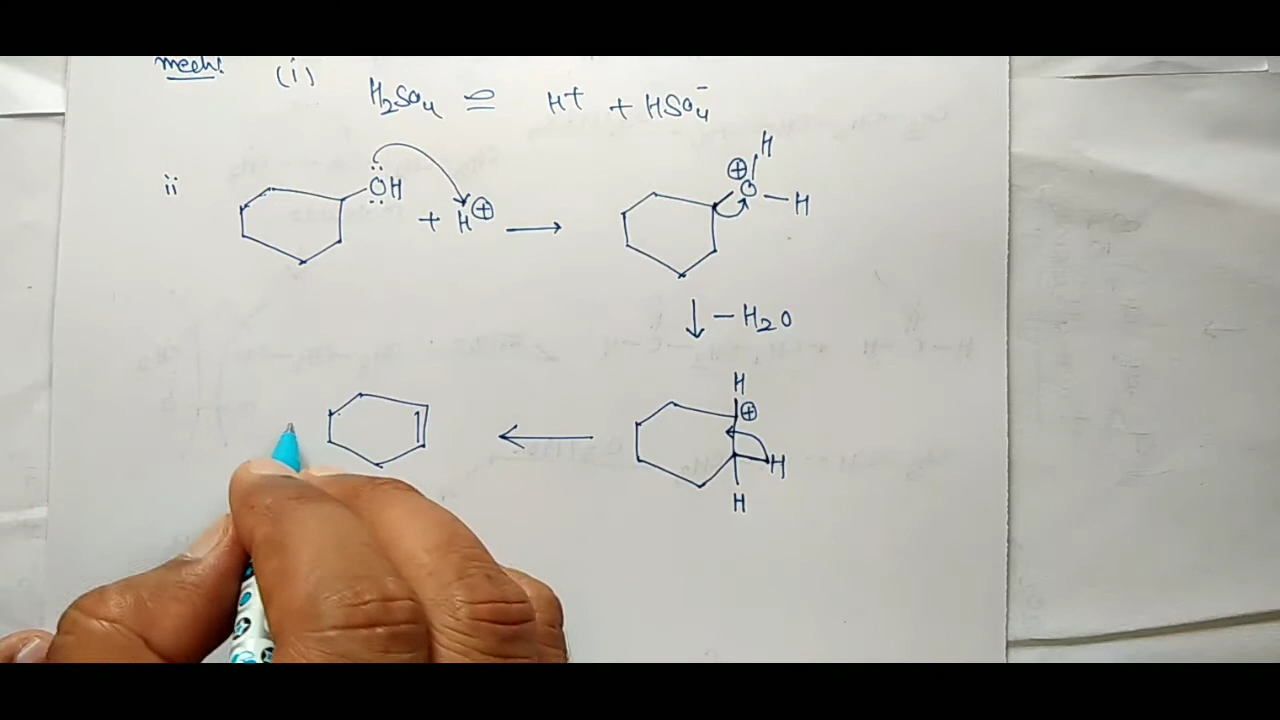 mech: (i)
H₂SO₄ ⇌ H⁺ + HSO₄⁻
ii ÖH + H⊕ → ⊕ O H H
↓ - H₂O
← H ⊕ H H